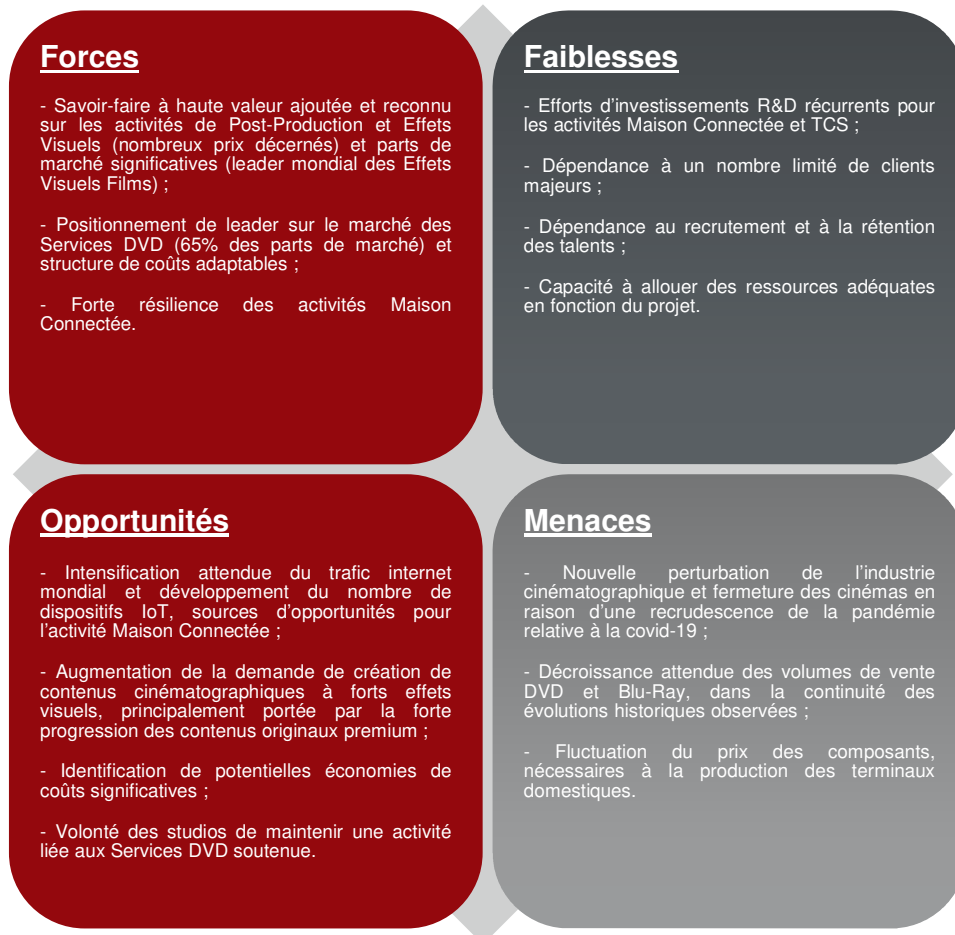 Forces
- Savoir-faire à haute valeur ajoutée et reconnu
sur les activités de Post-Production et Effets
Visuels (nombreux prix décernés) et parts de
marché significatives (leader mondial des Effets
Visuels Films) ;
- Positionnement de leader sur le marché des
Services DVD (65% des parts de marché) et
structure de coûts adaptables ;
- Forte résilience des activités Maison
Connectée.
Faiblesses
- Efforts d'investissements R&D récurrents pour
les activités Maison Connectée et TCS ;
- Dépendance à un nombre limité de clients
majeurs ;
- Dépendance au recrutement et à la rétention
des talents ;
- Capacité à allouer des ressources adéquates
en fonction du projet.
Opportunités
- Intensification attendue du trafic internet
mondial et développement du nombre de
dispositifs IoT, sources d'opportunités pour
l'activité Maison Connectée ;
- Augmentation de la demande de création de
contenus cinématographiques à forts effets
visuels, principalement portée par la forte
progression des contenus originaux premium ;
- Identification de potentielles économies de
coûts significatives ;
- Volonté des studios de maintenir une activité
liée aux Services DVD soutenue.
Menaces
- Nouvelle perturbation de l'industrie
cinématographique et fermeture des cinémas en
raison d'une recrudescence de la pandémie
relative à la covid-19 ;
- Décroissance attendue des volumes de vente
DVD et Blu-Ray, dans la continuité des
évolutions historiques observées ;
- Fluctuation du prix des composants,
nécessaires à la production des terminaux
domestiques.